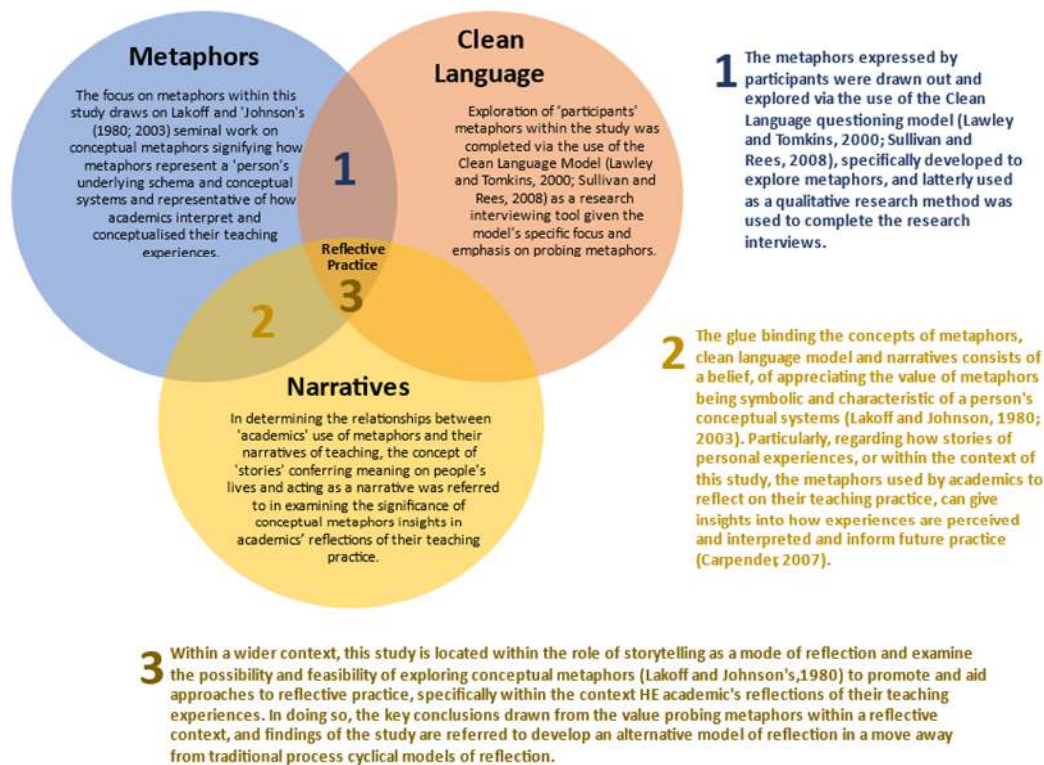 Metaphors
The focus on metaphors within this
study draws on Lakoff and 'Johnson's
(1980; 2003) seminal work on
conceptual metaphors signifying how
metaphors represent a 'person's
underlying schema and conceptual
systems and representative of how
academics interpret and
conceptualised their teaching
experiences.
Clean
Language
Exploration of 'participants'
metaphors within the study was
completed via the use of the
Clean Language Model (Lawley
and Tomkins, 2000; Sullivan and
Rees, 2008) as a research
interviewing tool given the
model's specific focus and
emphasis on probing metaphors.
1
Reflective
Practice
3
2
Narratives
In determining the relationships between
'academics' use of metaphors and their
narratives of teaching, the concept of
'stories' conferring meaning on people's
lives and acting as a narrative was referred
to in examining the significance of
conceptual metaphors insights in
academics' reflections of their teaching
practice.
1 The metaphors expressed by
participants were drawn out and
explored via the use of the Clean
Language questioning model (Lawley
and Tomkins, 2000; Sullivan and
Rees, 2008), specifically developed to
explore metaphors, and latterly used
as a qualitative research method was
used to complete the research
interviews.
2 The glue binding the concepts of metaphors,
clean language model and narratives consists of
a belief, of appreciating the value of metaphors
being symbolic and characteristic of a person's
conceptual systems (Lakoff and Johnson, 1980;
2003). Particularly, regarding how stories of
personal experiences, or within the context of
this study, the metaphors used by academics to
reflect on their teaching practice, can give
insights into how experiences are perceived
and interpreted and inform future practice
(Carpender, 2007).
3 Within a wider context, this study is located within the role of storytelling as a mode of reflection and examine
the possibility and feasibility of exploring conceptual metaphors (Lakoff and Johnson's,1980) to promote and aid
approaches to reflective practice, specifically within the context HE academic's reflections of their teaching
experiences. In doing so, the key conclusions drawn from the value probing metaphors within a reflective
context, and findings of the study are referred to develop an alternative model of reflection in a move away
from traditional process cyclical models of reflection.